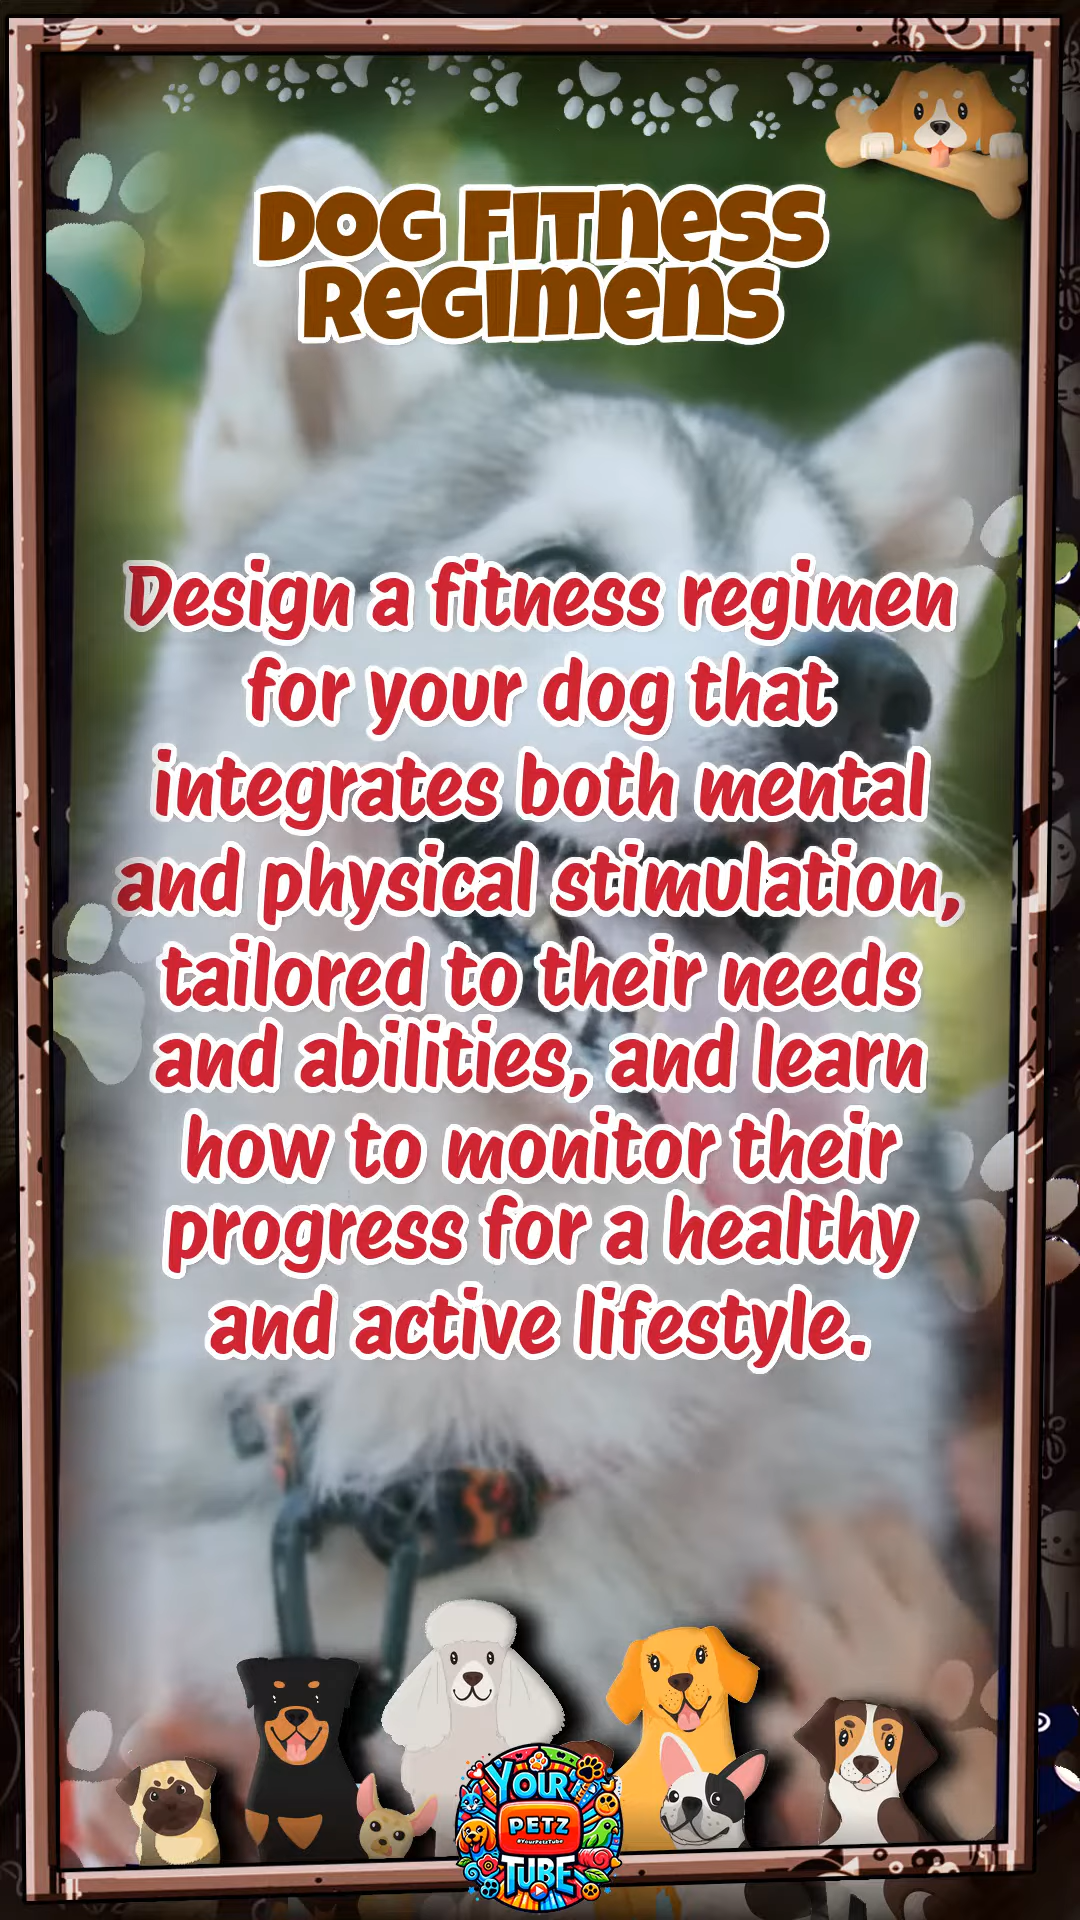 DOG FITNESS
REGIMENS
Design a fitness regimen
for your dog that
integrates both mental
and physical stimulation,
tailored to their needs
and abilities, and learn
how to monitor their
progress for a healthy
and active lifestyle.
YOUR
PETZ
#YourPetzTube
TUBE